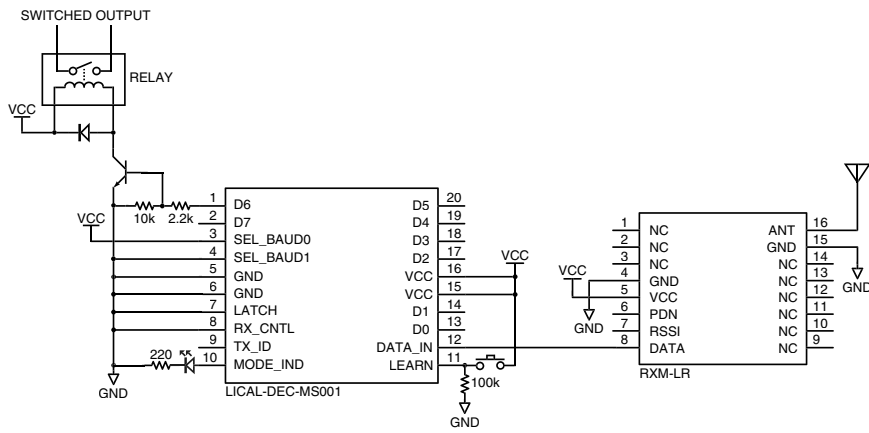 SWITCHED OUTPUT
RELAY
VCC
10k
2.2k
VCC
220
GND
1 D6
2 D7
3 SEL_BAUD0
4 SEL_BAUD1
5 GND
6 GND
7 LATCH
8 RX_CNTL
9 TX_ID
10 MODE_IND
D5 20
D4 19
D3 18
D2 17
VCC 16
VCC 15
D1 14
D0 13
DATA_IN 12
LEARN 11
LICAL-DEC-MS001
VCC
100k
GND
VCC
GND
1 NC
2 NC
3 NC
4 GND
5 VCC
6 PDN
7 RSSI
8 DATA
ANT 16
GND 15
NC 14
NC 13
NC 12
NC 11
NC 10
NC 9
RXM-LR
GND